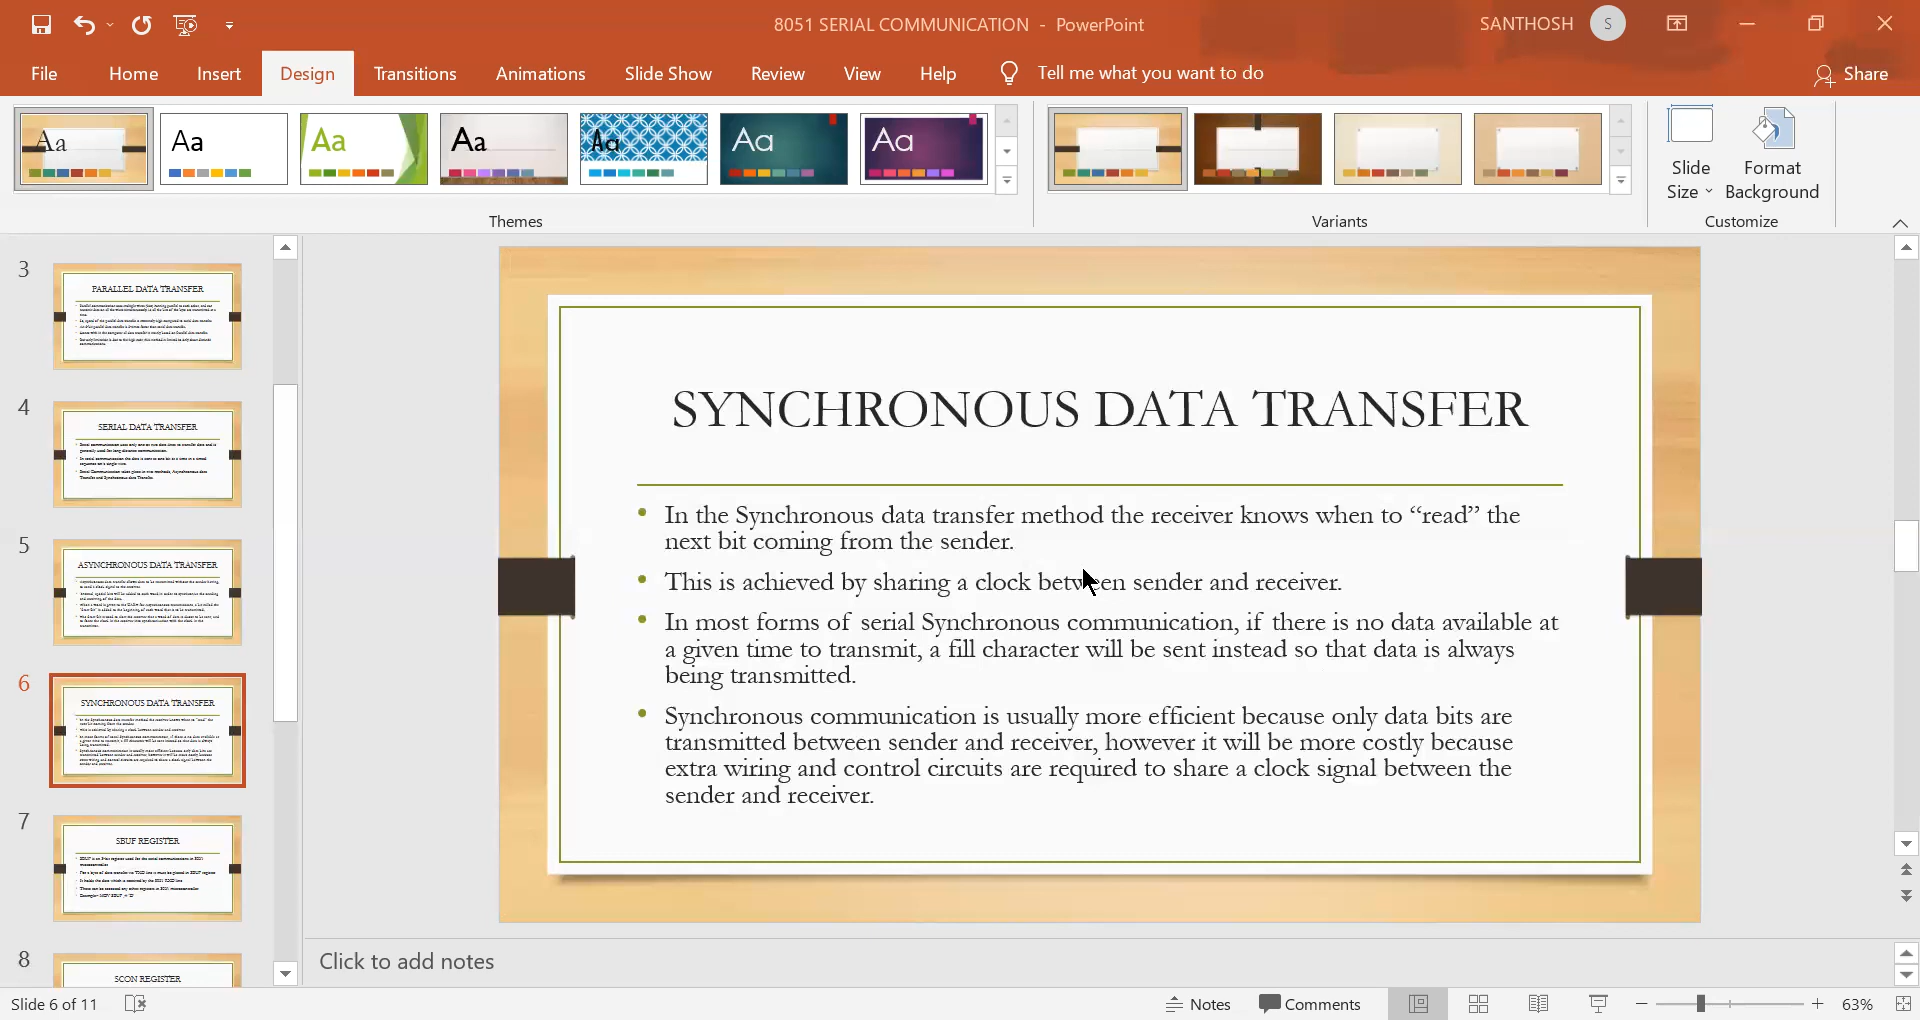 8051 SERIAL COMMUNICATION - PowerPoint
SANTHOSH S
File Home Insert Design Transitions Animations Slide Show Review View Help Tell me what you want to do Share
Aa Aa Aa Aa Aa Aa Aa
Slide Size
Format Background
Themes
Variants
Customize
3
PARALLEL DATA TRANSFER
4
SERIAL DATA TRANSFER
5
ASYNCHRONOUS DATA TRANSFER
6
SYNCHRONOUS DATA TRANSFER
7
SBUF REGISTER
8
SCON REGISTER
SYNCHRONOUS DATA TRANSFER
• In the Synchronous data transfer method the receiver knows when to “read” the
next bit coming from the sender.
• This is achieved by sharing a clock between sender and receiver.
• In most forms of serial Synchronous communication, if there is no data available at
a given time to transmit, a fill character will be sent instead so that data is always
being transmitted.
• Synchronous communication is usually more efficient because only data bits are
transmitted between sender and receiver, however it will be more costly because
extra wiring and control circuits are required to share a clock signal between the
sender and receiver.
Click to add notes
Slide 6 of 11
Notes Comments 63%